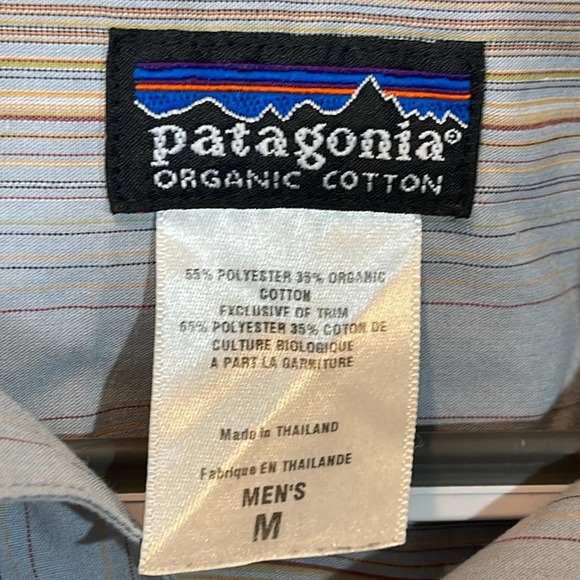 patagonia®
ORGANIC COTTON
65% POLYESTER 35% ORGANIC
COTTON
EXCLUSIVE OF TRIM
65% POLYESTER 35% COTON DE
CULTURE BIOLOGIQUE
A PART LA GARNITURE
Made in THAILAND
Fabrique EN THAILANDE
MEN'S
M